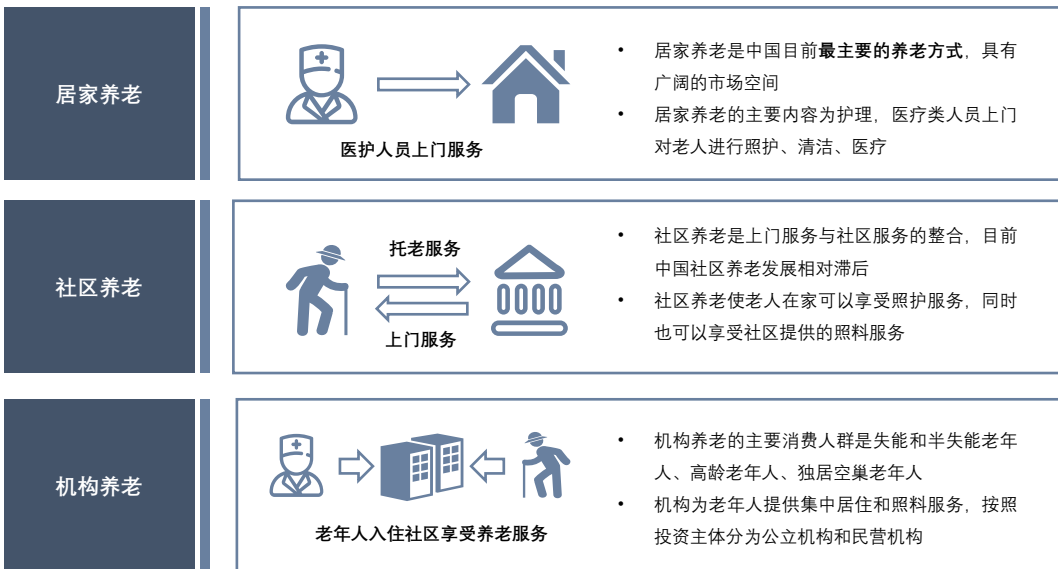 居家养老
医护人员上门服务
• 居家养老是中国目前最主要的养老方式，具有
广阔的市场空间
• 居家养老的主要内容为护理，医疗类人员上门
对老人进行照护、清洁、医疗
社区养老
托老服务
上门服务
• 社区养老是上门服务与社区服务的整合，目前
中国社区养老发展相对滞后
• 社区养老使老人在家可以享受照护服务，同时
也可以享受社区提供的照料服务
机构养老
老年人入住社区享受养老服务
• 机构养老的主要消费人群是失能和半失能老年
人、高龄老年人、独居空巢老年人
• 机构为老年人提供集中居住和照料服务，按照
投资主体分为公立机构和民营机构